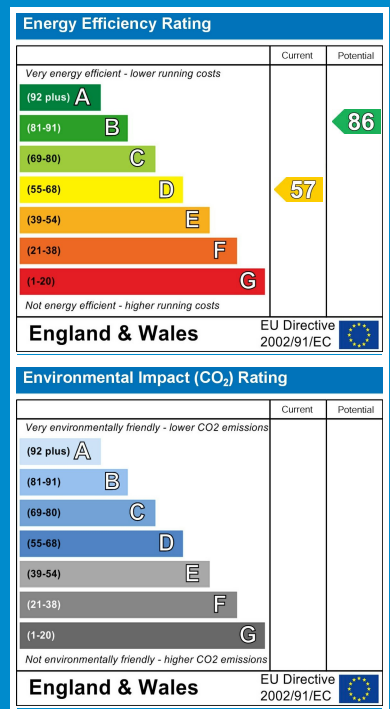 Energy Efficiency Rating
Current Potential
Very energy efficient - lower running costs
(92 plus) A
(81-91) B
86
(69-80) C
(55-68) D
57
(39-54) E
(21-38) F
(1-20) G
Not energy efficient - higher running costs
England & Wales
EU Directive
2002/91/EC
Environmental Impact (CO₂) Rating
Current Potential
Very environmentally friendly - lower CO2 emissions
(92 plus) A
(81-91) B
(69-80) C
(55-68) D
(39-54) E
(21-38) F
(1-20) G
Not environmentally friendly - higher CO2 emissions
England & Wales
EU Directive
2002/91/EC